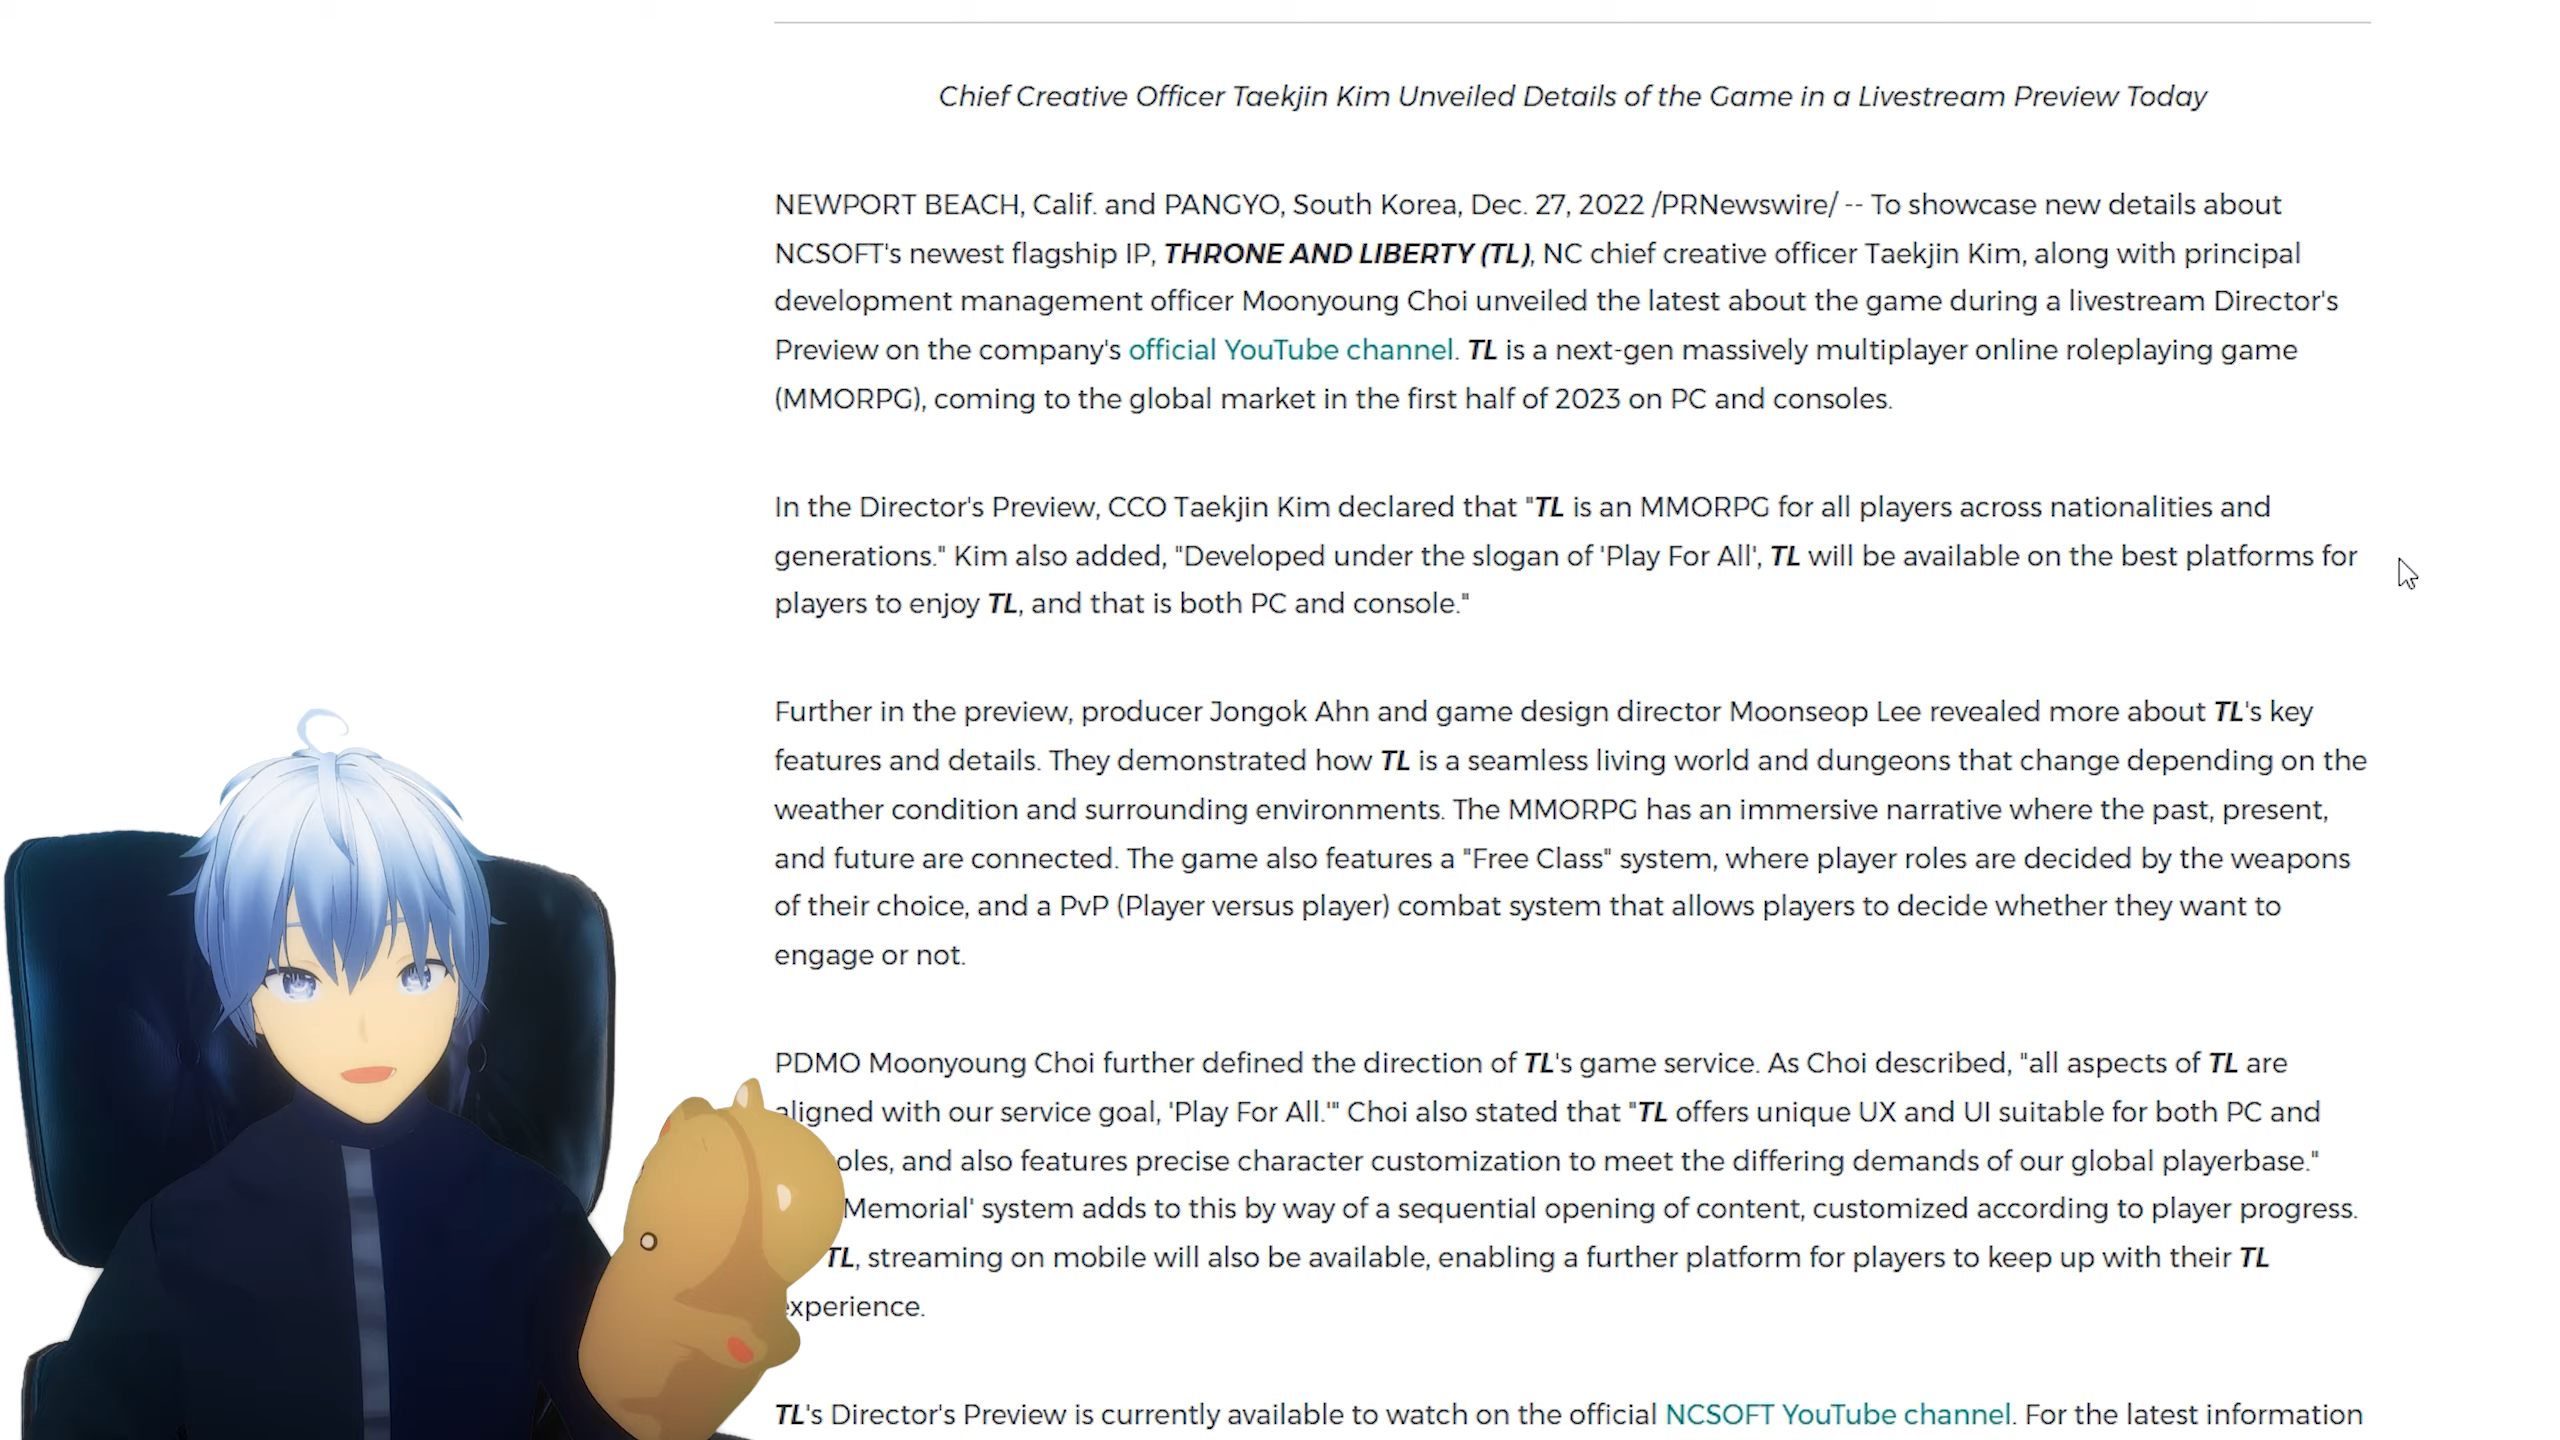 Chief Creative Officer Taekjin Kim Unveiled Details of the Game in a Livestream Preview Today
NEWPORT BEACH, Calif. and PANGYO, South Korea, Dec. 27, 2022 /PRNewswire/ -- To showcase new details about
NCSOFT's newest flagship IP, THRONE AND LIBERTY (TL), NC chief creative officer Taekjin Kim, along with principal
development management officer Moonyoung Choi unveiled the latest about the game during a livestream Director's
Preview on the company's official YouTube channel. TL is a next-gen massively multiplayer online roleplaying game
(MMORPG), coming to the global market in the first half of 2023 on PC and consoles.
In the Director's Preview, CCO Taekjin Kim declared that "TL is an MMORPG for all players across nationalities and
generations." Kim also added, "Developed under the slogan of 'Play For All', TL will be available on the best platforms for
players to enjoy TL, and that is both PC and console."
Further in the preview, producer Jongok Ahn and game design director Moonseop Lee revealed more about TL's key
features and details. They demonstrated how TL is a seamless living world and dungeons that change depending on the
weather condition and surrounding environments. The MMORPG has an immersive narrative where the past, present,
and future are connected. The game also features a "Free Class" system, where player roles are decided by the weapons
of their choice, and a PvP (Player versus player) combat system that allows players to decide whether they want to
engage or not.
PDMO Moonyoung Choi further defined the direction of TL's game service. As Choi described, "all aspects of TL are
aligned with our service goal, 'Play For All.'" Choi also stated that "TL offers unique UX and UI suitable for both PC and
oles, and also features precise character customization to meet the differing demands of our global playerbase."
Memorial' system adds to this by way of a sequential opening of content, customized according to player progress.
TL, streaming on mobile will also be available, enabling a further platform for players to keep up with their TL
experience.
TL's Director's Preview is currently available to watch on the official NCSOFT YouTube channel. For the latest information